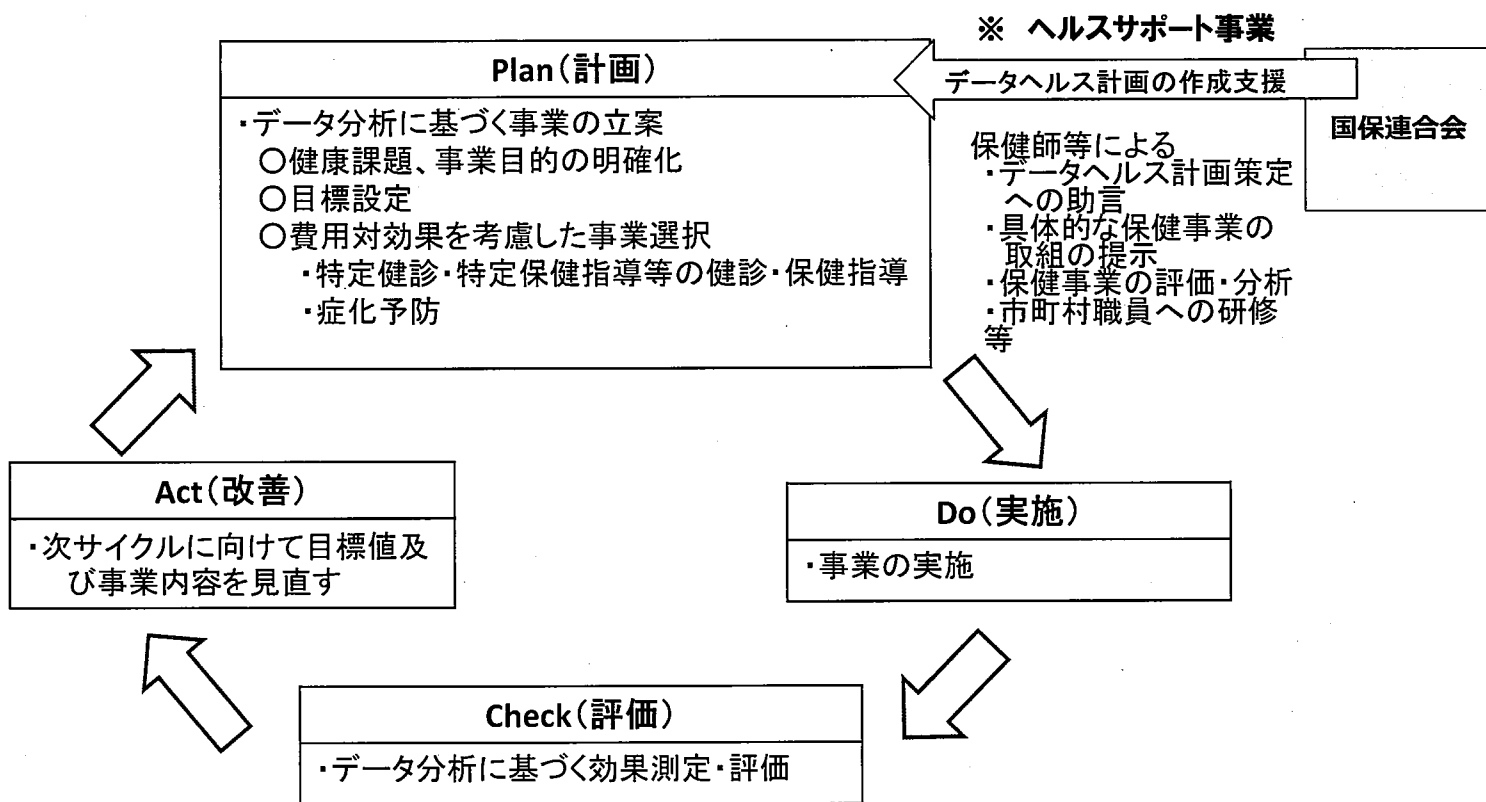 ※ ヘルスサポート事業
Plan(計画)
・データ分析に基づく事業の立案
〇健康課題、事業目的の明確化
〇目標設定
〇費用対効果を考慮した事業選択
・特定健診・特定保健指導等の健診・保健指導
・症化予防
データヘルス計画の作成支援
国保連合会
保健師等による
・データヘルス計画策定
への助言
・具体的な保健事業の
取組の提示
・保健事業の評価・分析
・市町村職員への研修
等
Act(改善)
・次サイクルに向けて目標値及
び事業内容を見直す
Do(実施)
・事業の実施
Check(評価)
・データ分析に基づく効果測定・評価